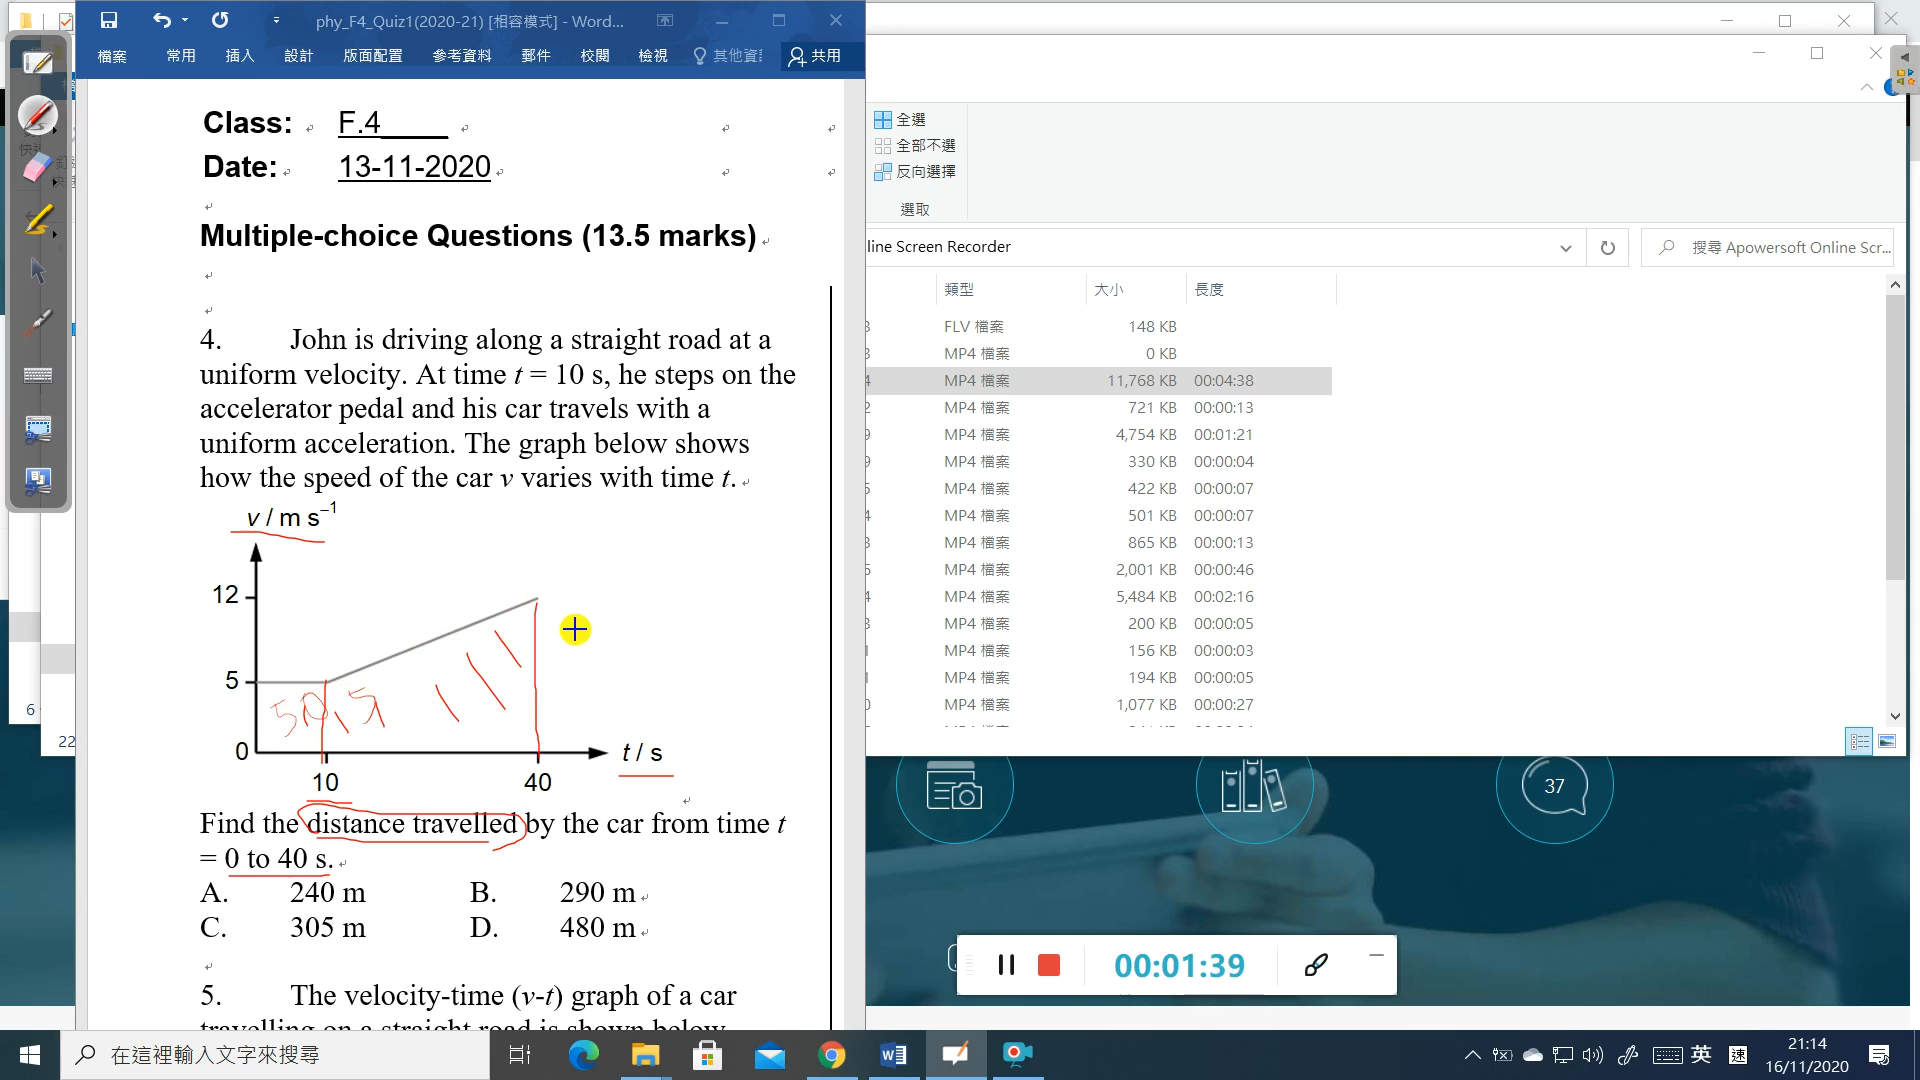 phy_F4_Quiz1(2020-21) [相容模式] - Word...
檔案 常用 插入 設計 版面配置 參考資料 郵件 校閱 檢視 共用
Class: F.4
Date: 13-11-2020
Multiple-choice Questions (13.5 marks)
4. John is driving along a straight road at a
uniform velocity. At time t = 10 s, he steps on the
accelerator pedal and his car travels with a
uniform acceleration. The graph below shows
how the speed of the car v varies with time t.
v / m s⁻¹
12
5
50
0
t / s
10 40
Find the distance travelled by the car from time t
= 0 to 40 s.
A. 240 m B. 290 m
C. 305 m D. 480 m
5. The velocity-time (v-t) graph of a car
travelling on a straight road is shown below
6
22
全選
全部不選
反向選擇
選取
line Screen Recorder
搜尋 Apowersoft Online Scr...
類型 大小 長度
FLV 檔案 148 KB
MP4 檔案 0 KB
MP4 檔案 11,768 KB 00:04:38
MP4 檔案 721 KB 00:00:13
MP4 檔案 4,754 KB 00:01:21
MP4 檔案 330 KB 00:00:04
MP4 檔案 422 KB 00:00:07
MP4 檔案 501 KB 00:00:07
MP4 檔案 865 KB 00:00:13
MP4 檔案 2,001 KB 00:00:46
MP4 檔案 5,484 KB 00:02:16
MP4 檔案 200 KB 00:00:05
MP4 檔案 156 KB 00:00:03
MP4 檔案 194 KB 00:00:05
MP4 檔案 1,077 KB 00:00:27
37
00:01:39
在這裡輸入文字來搜尋
英
速
21:14
16/11/2020